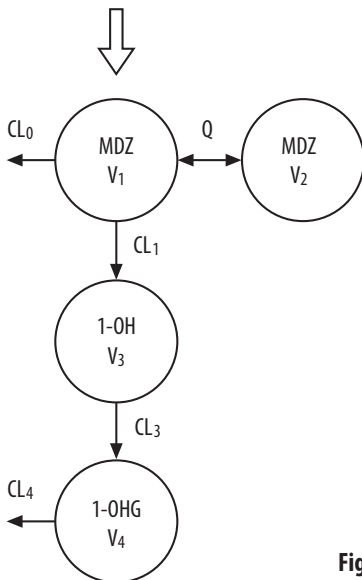 CL₀
MDZ
V₁
Q
MDZ
V₂
CL₁
1-OH
V₃
CL₃
CL₄
1-OHG
V₄
Fig